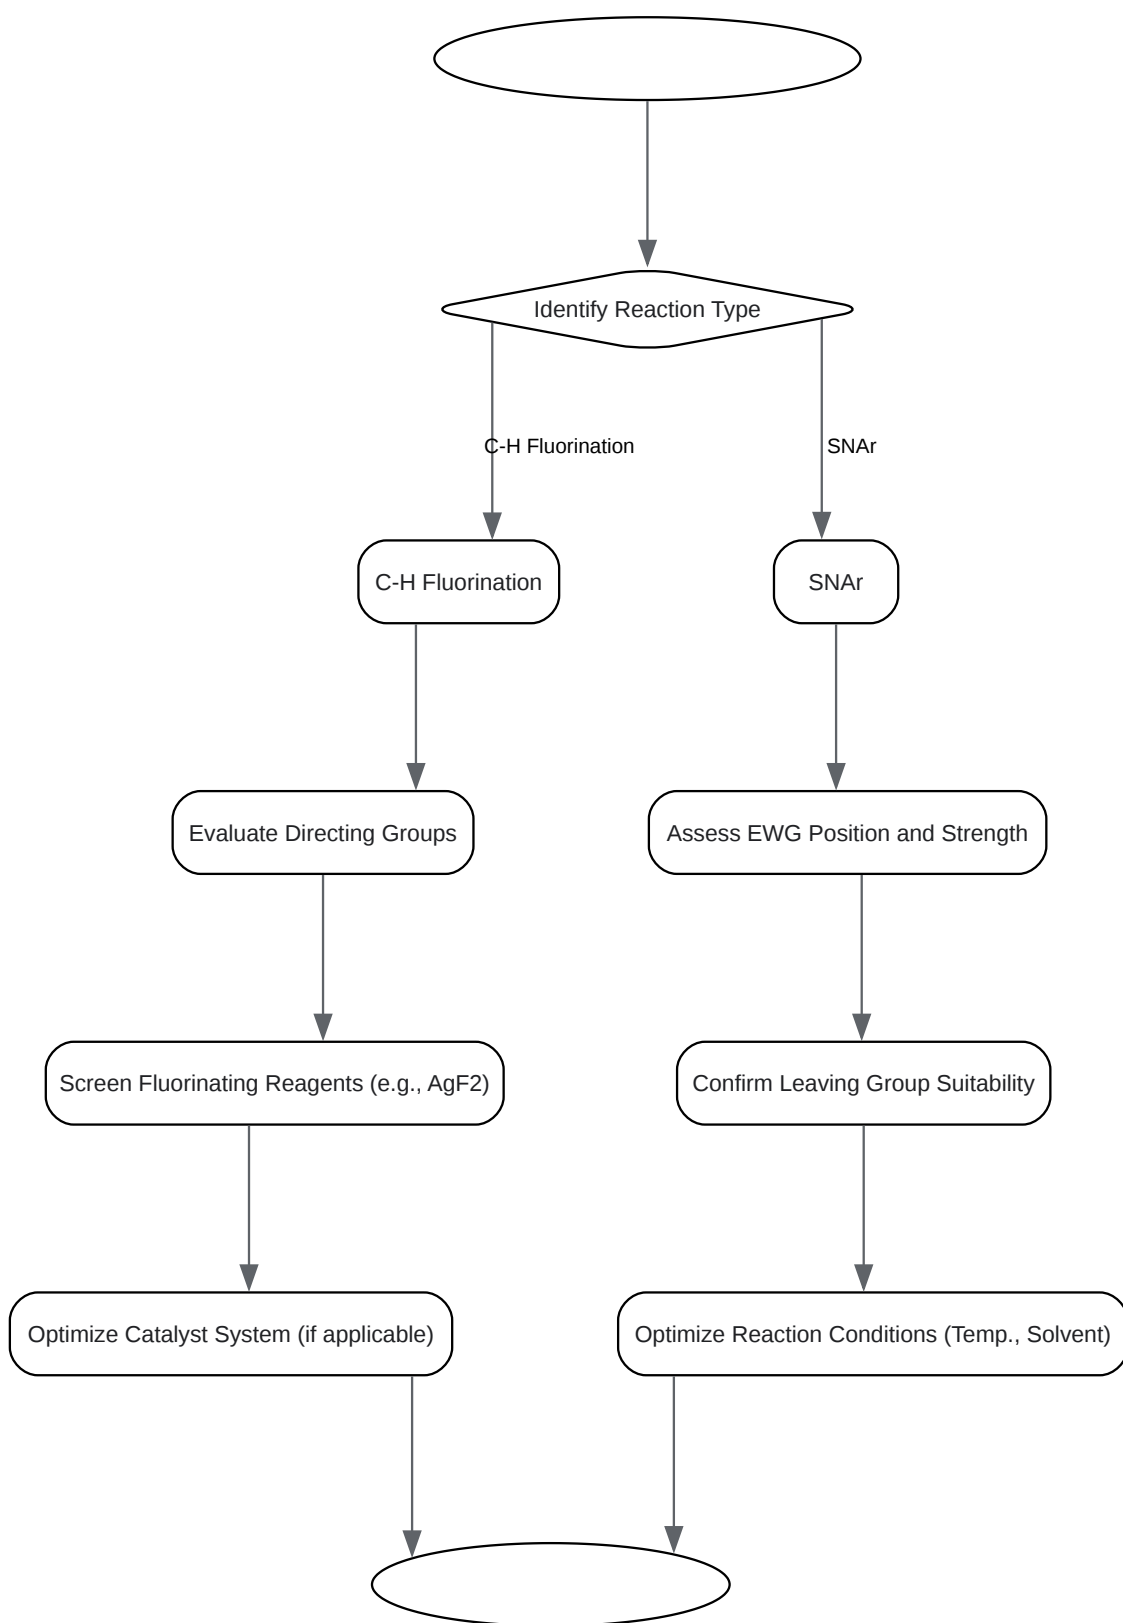 Identify Reaction Type
C-H Fluorination
SNAr
C-H Fluorination
SNAr
Evaluate Directing Groups
Assess EWG Position and Strength
Screen Fluorinating Reagents (e.g., AgF2)
Confirm Leaving Group Suitability
Optimize Catalyst System (if applicable)
Optimize Reaction Conditions (Temp., Solvent)